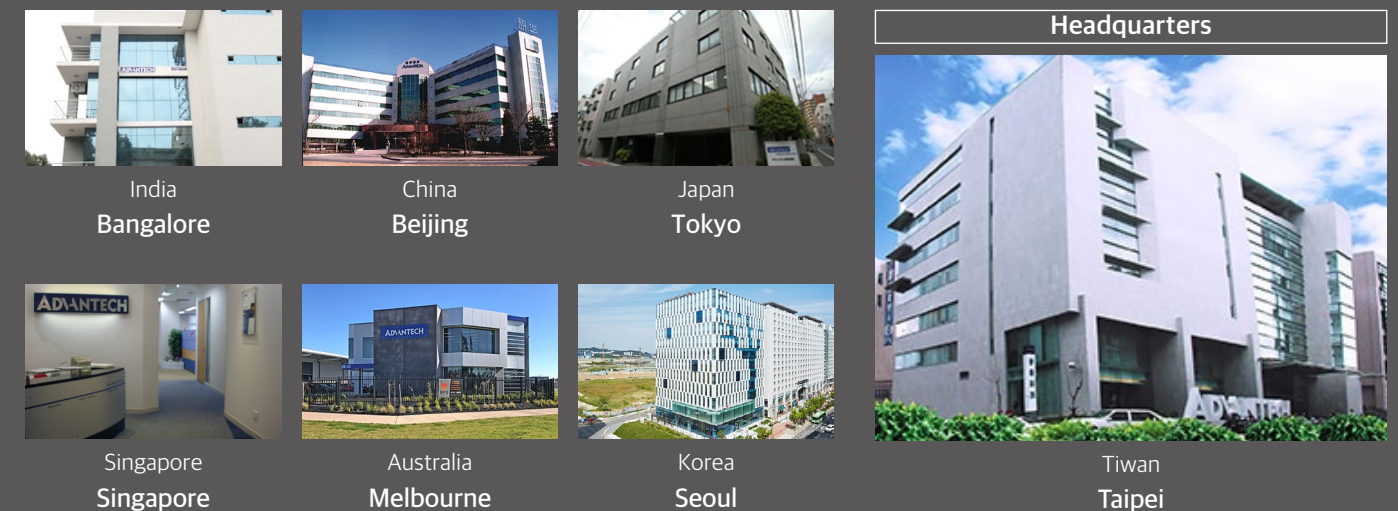 Headquarters
ADVANTECH
ADVANTECH
India
China
Japan
Bangalore
Beijing
Tokyo
ADVANTECH
ADVANTECH
ADVANTECH
Singapore
Australia
Korea
Tiwan
Singapore
Melbourne
Seoul
Taipei